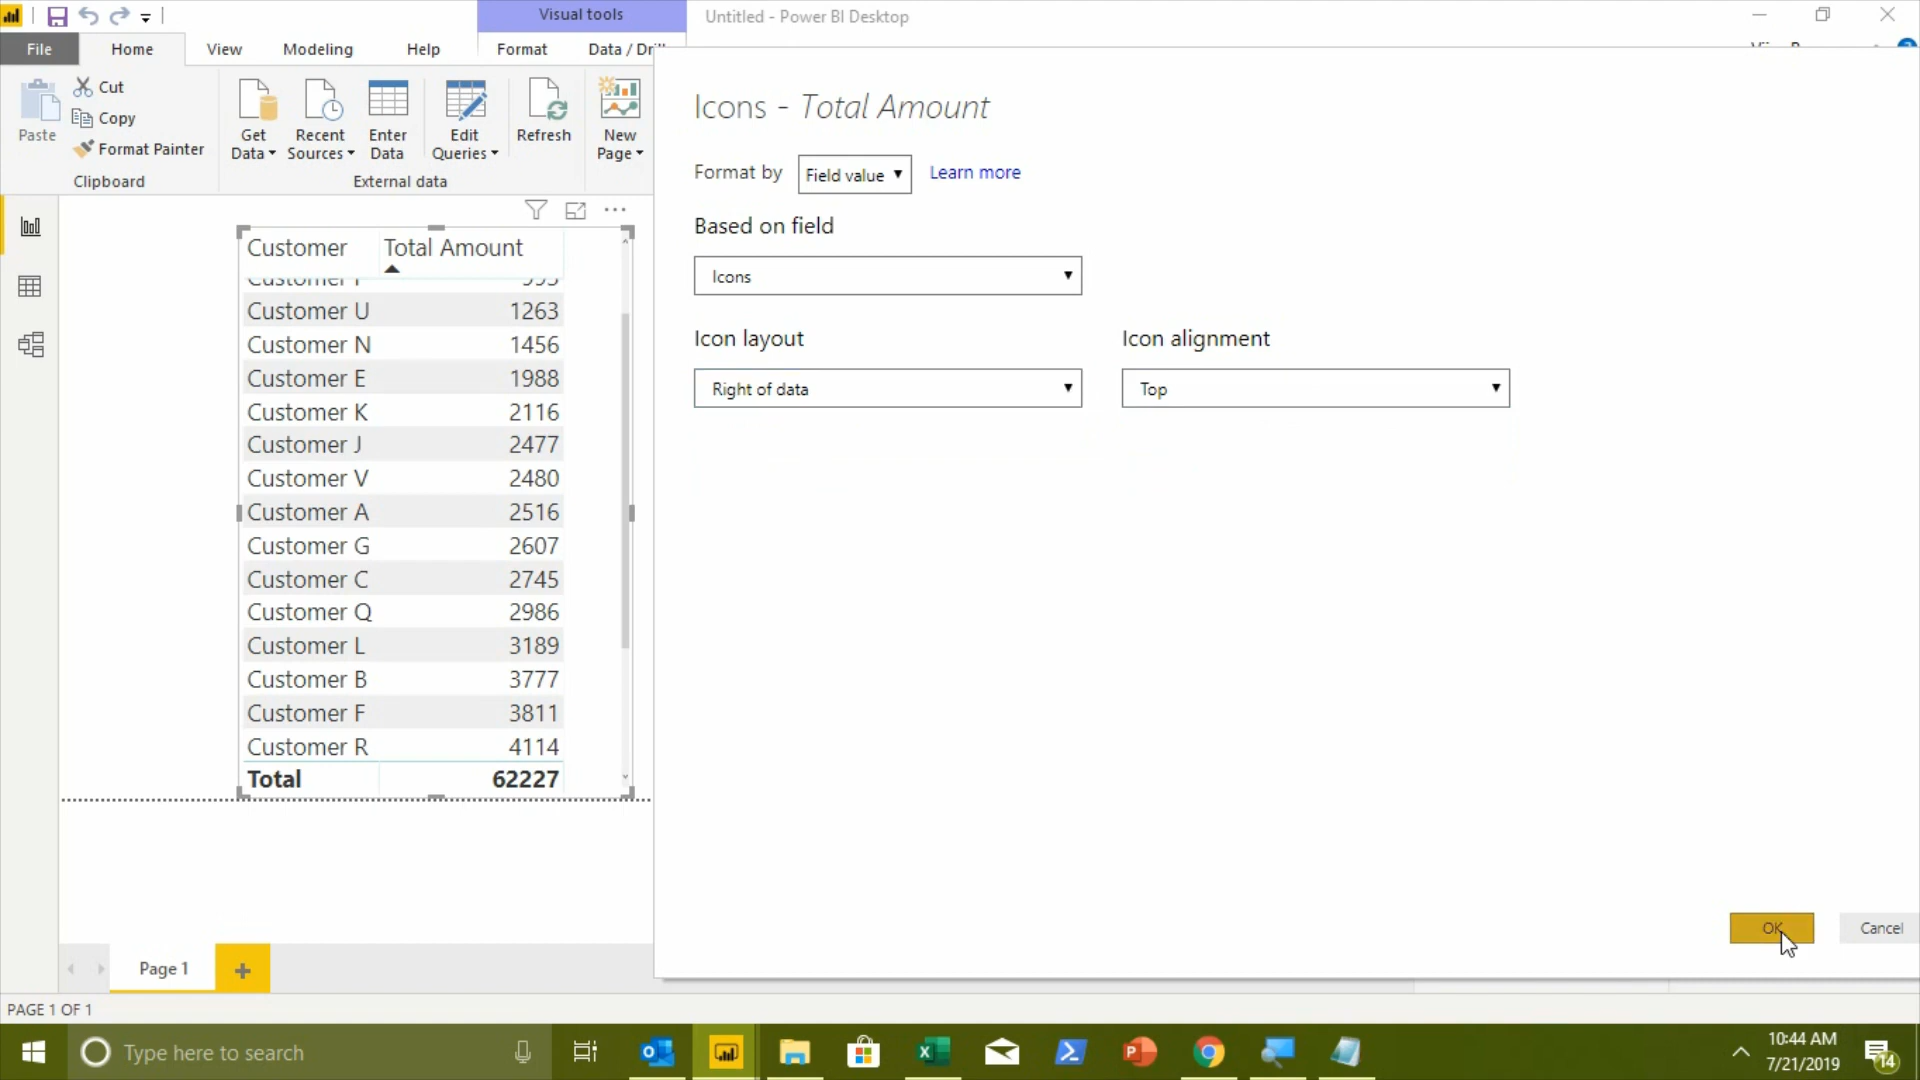 Visual tools
Untitled - Power BI Desktop
File Home View Modeling Help Format Data /
Paste
Cut
Copy
Format Painter
Clipboard
Get Data
Recent Sources
Enter Data
Edit Queries
Refresh
New Page
External data
Icons - Total Amount
Format by Field value Learn more
Based on field
Icons
Icon layout Icon alignment
Right of data Top
Customer Total Amount
Customer U 1263
Customer N 1456
Customer E 1988
Customer K 2116
Customer J 2477
Customer V 2480
Customer A 2516
Customer G 2607
Customer C 2745
Customer Q 2986
Customer L 3189
Customer B 3777
Customer F 3811
Customer R 4114
Total 62227
OK Cancel
Page 1 +
PAGE 1 OF 1
Type here to search
10:44 AM
7/21/2019
14